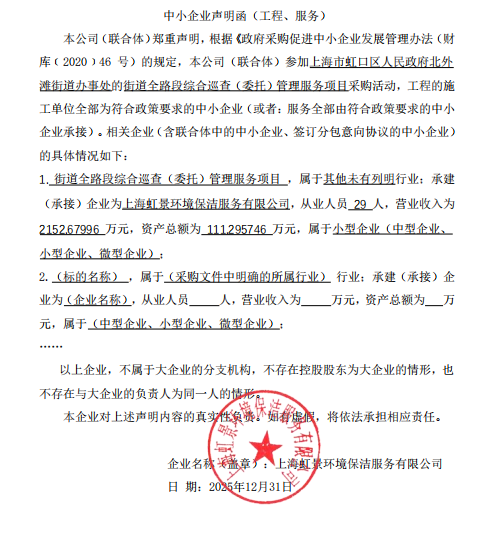 中小企业声明函（工程、服务）
本公司（联合体）郑重声明，根据《政府采购促进中小企业发展管理办法（财
库﹝2020﹞46 号）的规定，本公司（联合体）参加上海市虹口区人民政府北外
滩街道办事处的街道全路段综合巡查（委托）管理服务项目采购活动，工程的施
工单位全部为符合政策要求的中小企业（或者：服务全部由符合政策要求的中小
企业承接）。相关企业（含联合体中的中小企业、签订分包意向协议的中小企业）
的具体情况如下：
1. 街道全路段综合巡查（委托）管理服务项目 ，属于其他未有列明行业；承建
（承接）企业为上海虹景环境保洁服务有限公司，从业人员 29 人，营业收入为
2152.67996 万元，资产总额为 111.295746 万元，属于小型企业（中型企业、
小型企业、微型企业）；
2. （标的名称） ，属于（采购文件中明确的所属行业） 行业；承建（承接）企
业为（企业名称），从业人员_____人，营业收入为_____万元，资产总额为___万
元，属于（中型企业、小型企业、微型企业）；
……
以上企业，不属于大企业的分支机构，不存在控股股东为大企业的情形，也
不存在与大企业的负责人为同一人的情形。
本企业对上述声明内容的真实性负责。如有虚假，将依法承担相应责任。
企业名称（盖章）：上海虹景环境保洁服务有限公司
日 期：2025年12月31日
上海虹景环境保洁服务有限公司